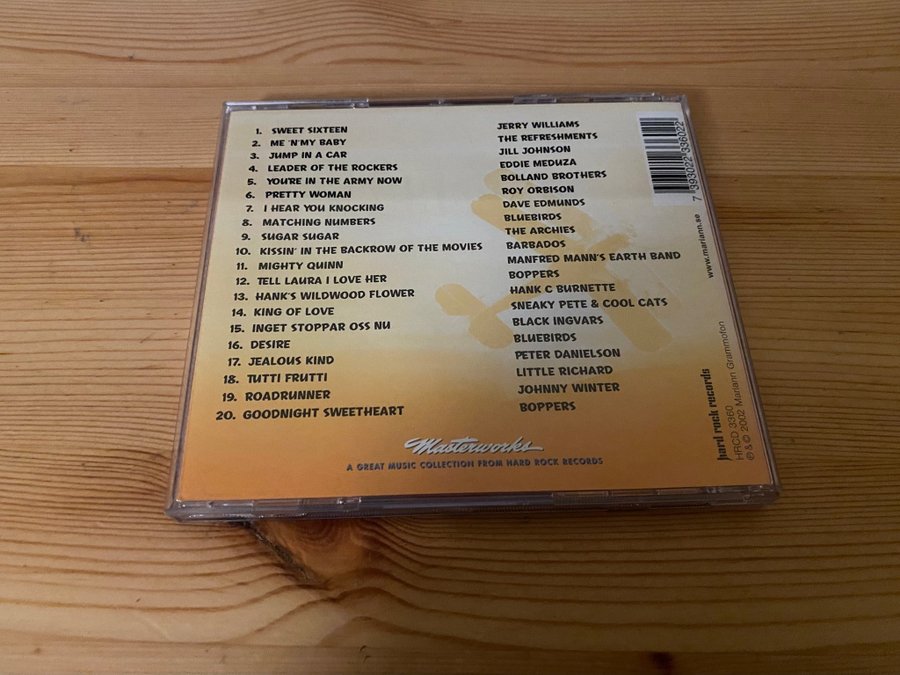 1. SWEET SIXTEEN JERRY WILLIAMS
2. ME 'N' MY BABY THE REFRESHMENTS
3. JUMP IN A CAR JILL JOHNSON
4. LEADER OF THE ROCKERS EDDIE MEDUZA
5. YOU'RE IN THE ARMY NOW BOLLAND BROTHERS
6. PRETTY WOMAN ROY ORBISON
7. I HEAR YOU KNOCKING DAVE EDMUNDS
8. MATCHING NUMBERS BLUEBIRDS
9. SUGAR SUGAR THE ARCHIES
10. KISSIN' IN THE BACKROW OF THE MOVIES BARBADOS
11. MIGHTY QUINN MANFRED MANN'S EARTH BAND
12. TELL LAURA I LOVE HER BOPPERS
13. HANK'S WILDWOOD FLOWER HANK C BURNETTE
14. KING OF LOVE SNEAKY PETE & COOL CATS
15. INGET STOPPAR OSS NU BLACK INGVARS
16. DESIRE BLUEBIRDS
17. JEALOUS KIND PETER DANIELSON
18. TUTTI FRUTTI LITTLE RICHARD
19. ROADRUNNER JOHNNY WINTER
20. GOODNIGHT SWEETHEART BOPPERS
Masterworks
A GREAT MUSIC COLLECTION FROM HARD ROCK RECORDS
7 393022 336022
www.mariann.se
hard rock records
HRCD 3360
℗ & © 2002 Mariann Grammofon